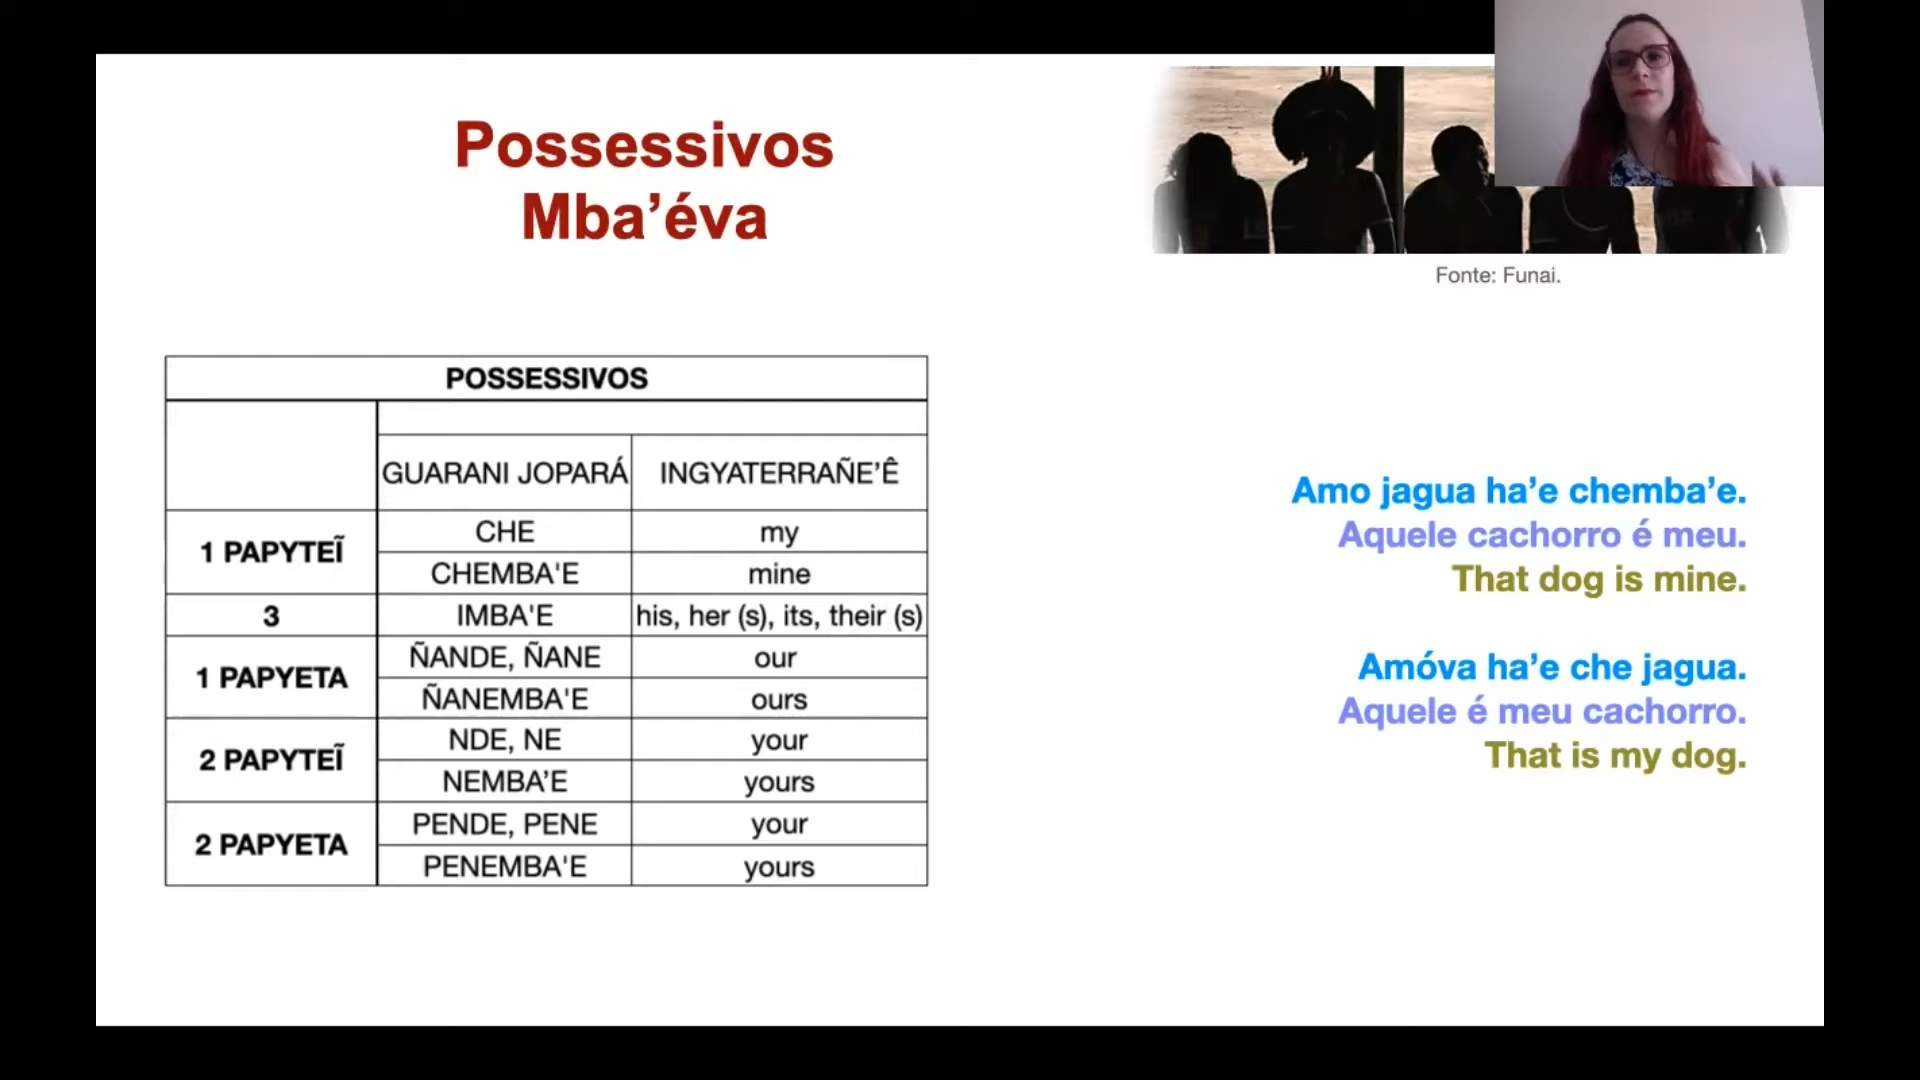 Possessivos
Mba’éva
Fonte: Funai.
POSSESSIVOS
GUARANI JOPARÁ INGYATERRAÑE’Ê
1 PAPYTEĨ
CHE my
CHEMBA'E mine
3 IMBA'E his, her (s), its, their (s)
1 PAPYETA
ÑANDE, ÑANE our
ÑANEMBA'E ours
2 PAPYTEĨ
NDE, NE your
NEMBA’E yours
2 PAPYETA
PENDE, PENE your
PENEMBA'E yours
Amo jagua ha’e chemba’e.
Aquele cachorro é meu.
That dog is mine.
Amóva ha’e che jagua.
Aquele é meu cachorro.
That is my dog.